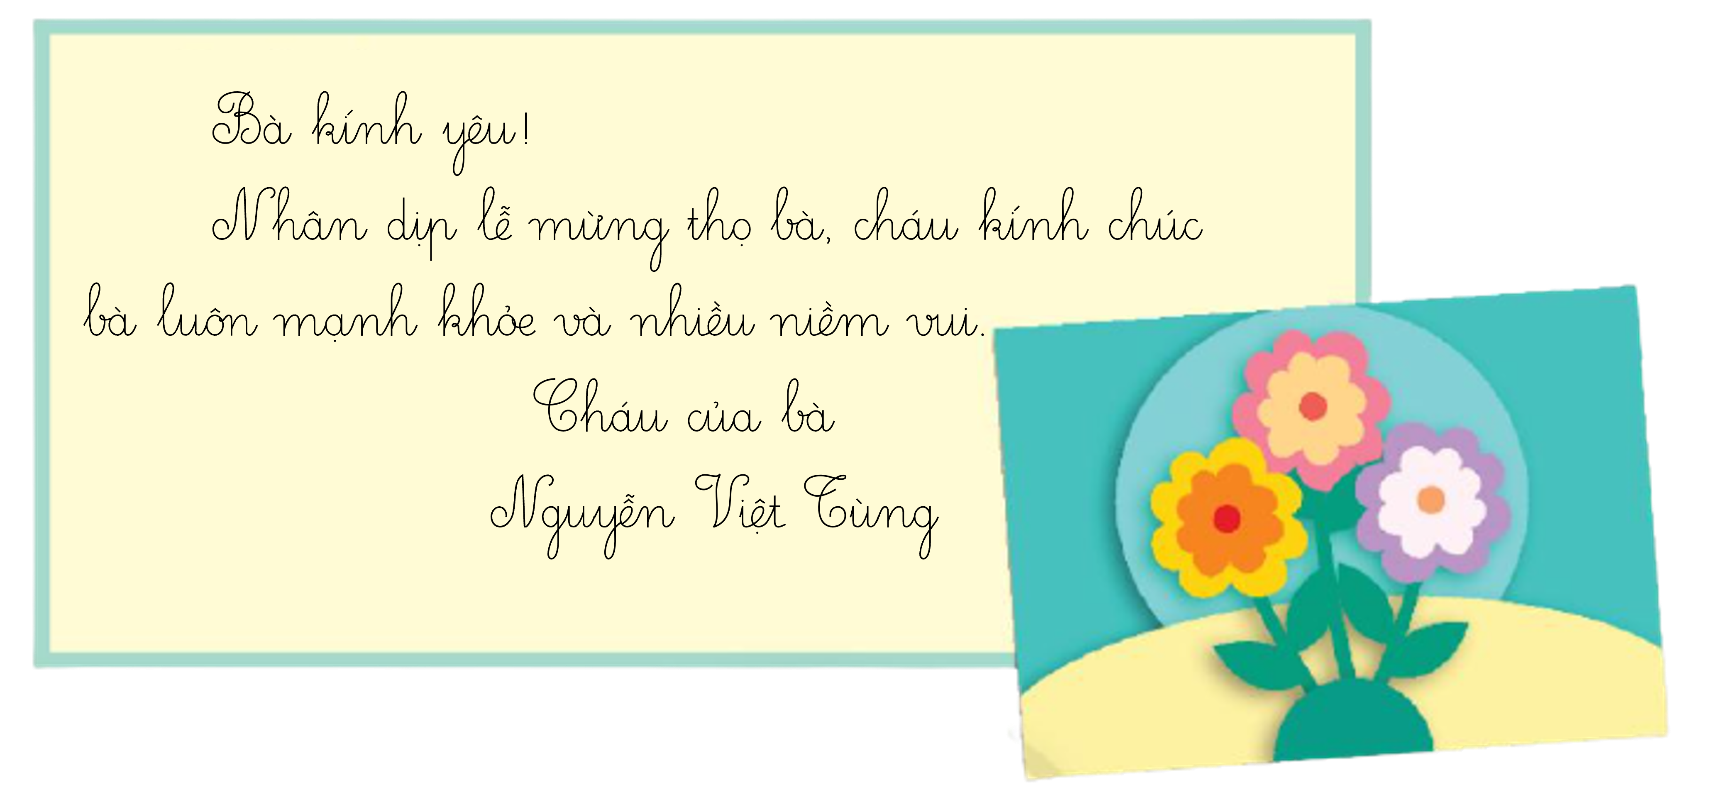 Bà kính yêu!
Nhân dịp lễ mừng thọ bà, cháu kính chúc
bà luôn mạnh khỏe và nhiều niềm vui.
Cháu của bà
Nguyễn Việt Tùng